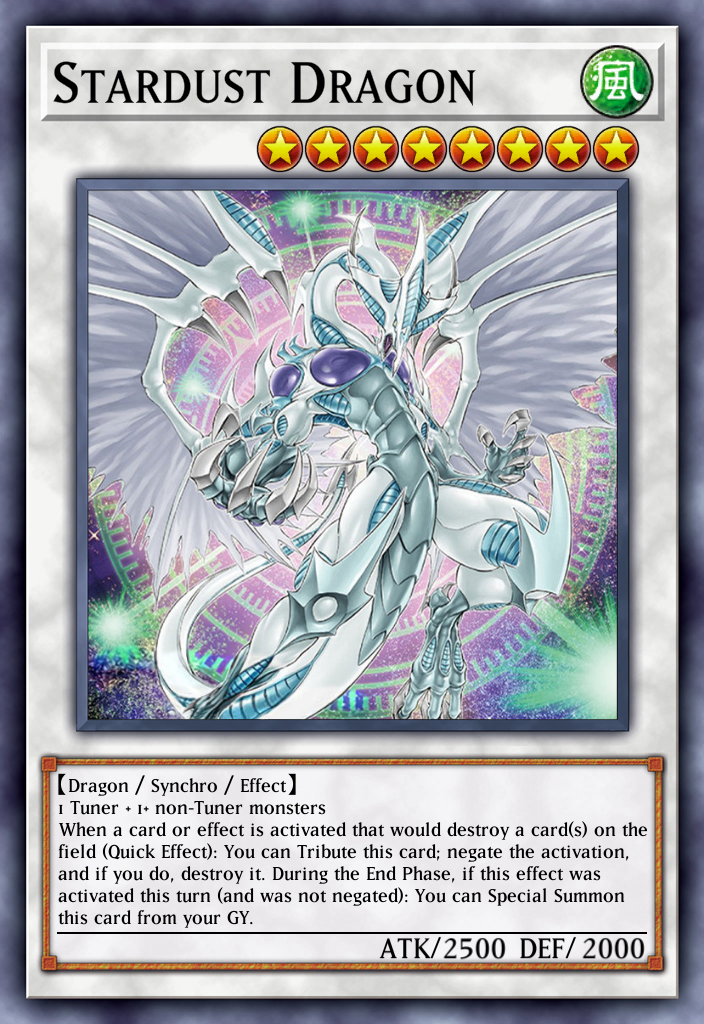 Stardust Dragon
風
【Dragon / Synchro / Effect】
1 Tuner + 1+ non-Tuner monsters
When a card or effect is activated that would destroy a card(s) on the
field (Quick Effect): You can Tribute this card; negate the activation,
and if you do, destroy it. During the End Phase, if this effect was
activated this turn (and was not negated): You can Special Summon
this card from your GY.
ATK/2500 DEF/2000